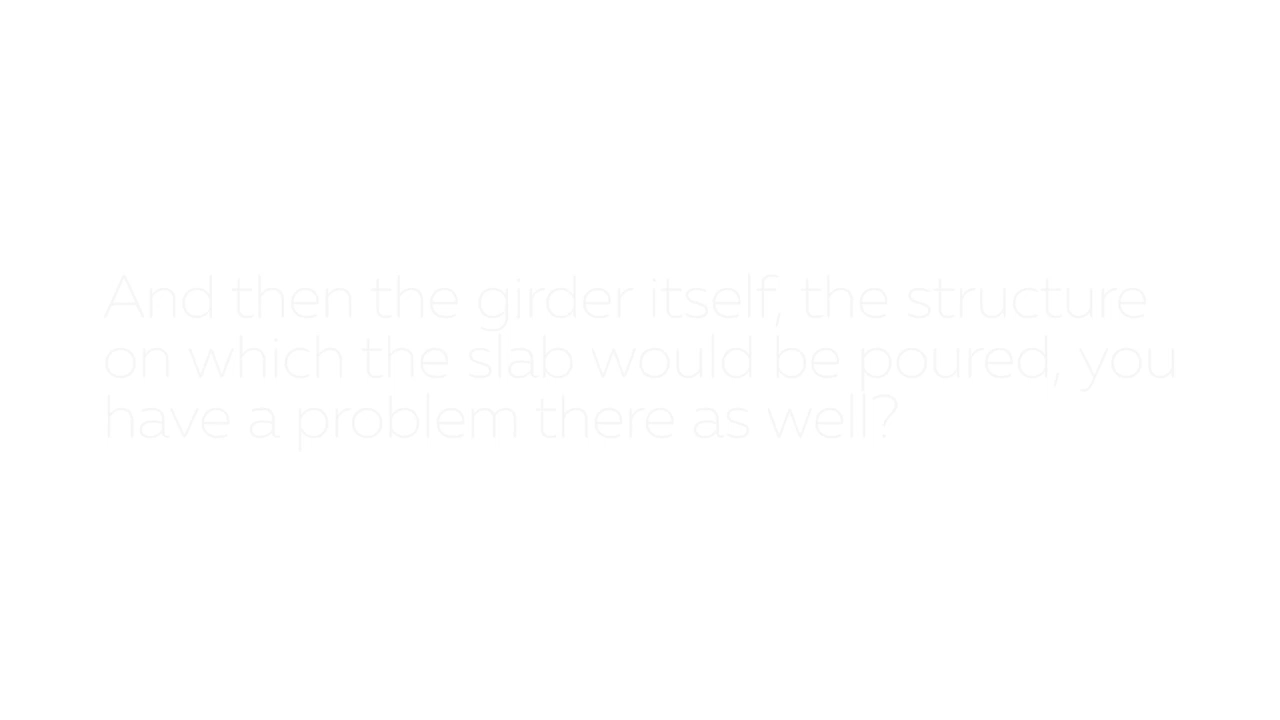 And then the girder itself, the structure
on which the slab would be poured, you
have a problem there as well?